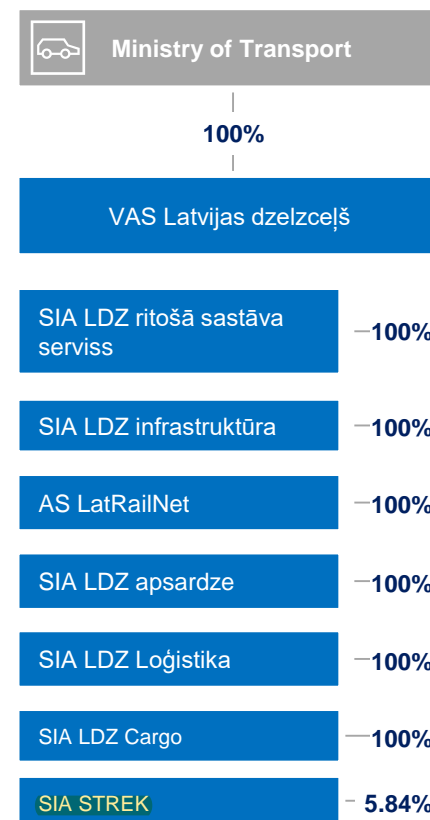 Ministry of Transport
100%
VAS Latvijas dzelzceļš
SIA LDZ ritošā sastāva
serviss
100%
SIA LDZ infrastruktūra
100%
AS LatRailNet
100%
SIA LDZ apsardze
100%
SIA LDZ Loģistika
100%
SIA LDZ Cargo
100%
SIA STREK
5.84%